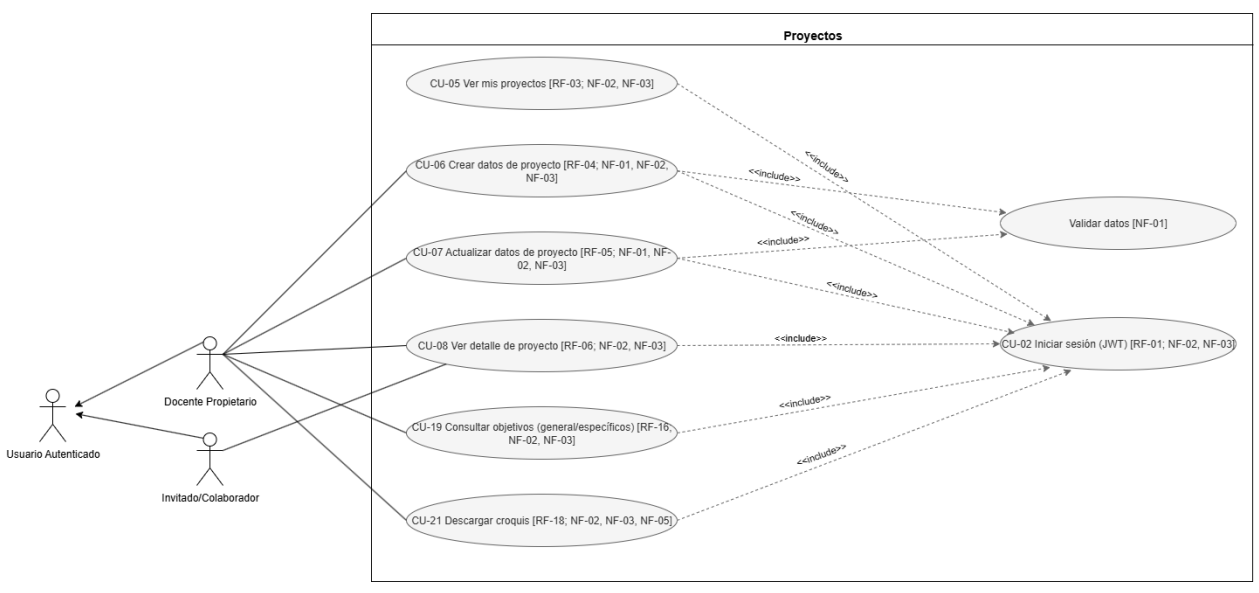 Proyectos
CU-05 Ver mis proyectos [RF-03; NF-02, NF-03]
<<include>>
CU-06 Crear datos de proyecto [RF-04; NF-01, NF-02,
NF-03]
<<include>>
<<include>>
Validar datos [NF-01]
CU-07 Actualizar datos de proyecto [RF-05; NF-01, NF-
02, NF-03]
<<include>>
<<include>>
CU-08 Ver detalle de proyecto [RF-06; NF-02, NF-03]
<<include>>
CU-02 Iniciar sesión (JWT) [RF-01; NF-02, NF-03]
Docente Propietario
Usuario Autenticado
CU-19 Consultar objetivos (general/específicos) [RF-16,
NF-02, NF-03]
<<include>>
<<include>>
Invitado/Colaborador
CU-21 Descargar croquis [RF-18; NF-02, NF-03, NF-05]